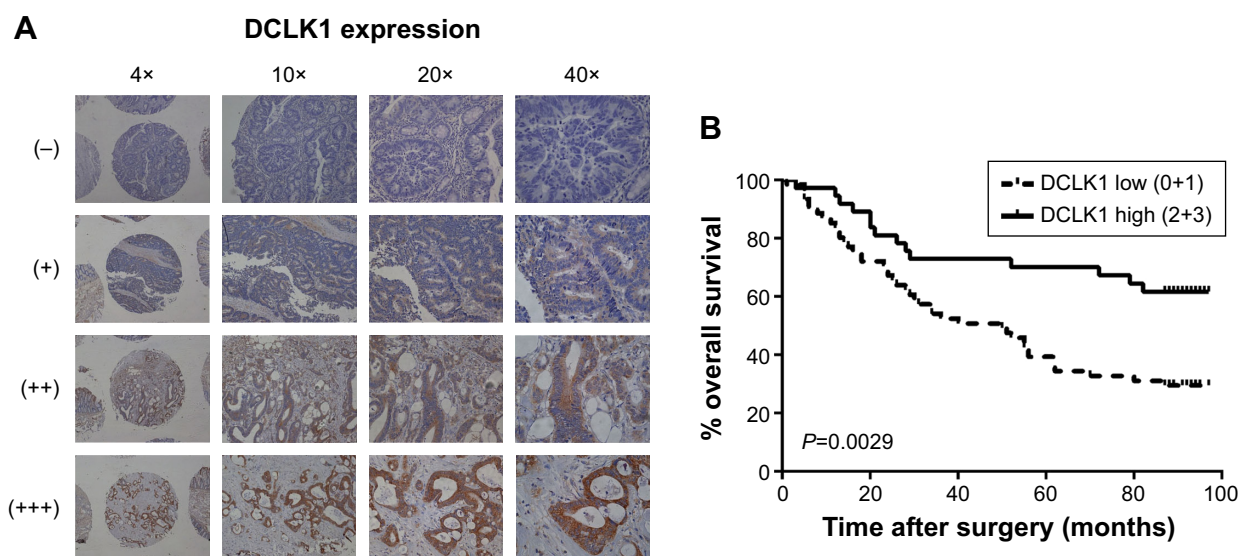 A
DCLK1 expression
4×
10×
20×
40×
(–)
(+)
(++)
(+++)
B
DCLK1 low (0+1)
DCLK1 high (2+3)
100
80
60
40
20
0
% overall survival
P=0.0029
0
20
40
60
80
100
Time after surgery (months)